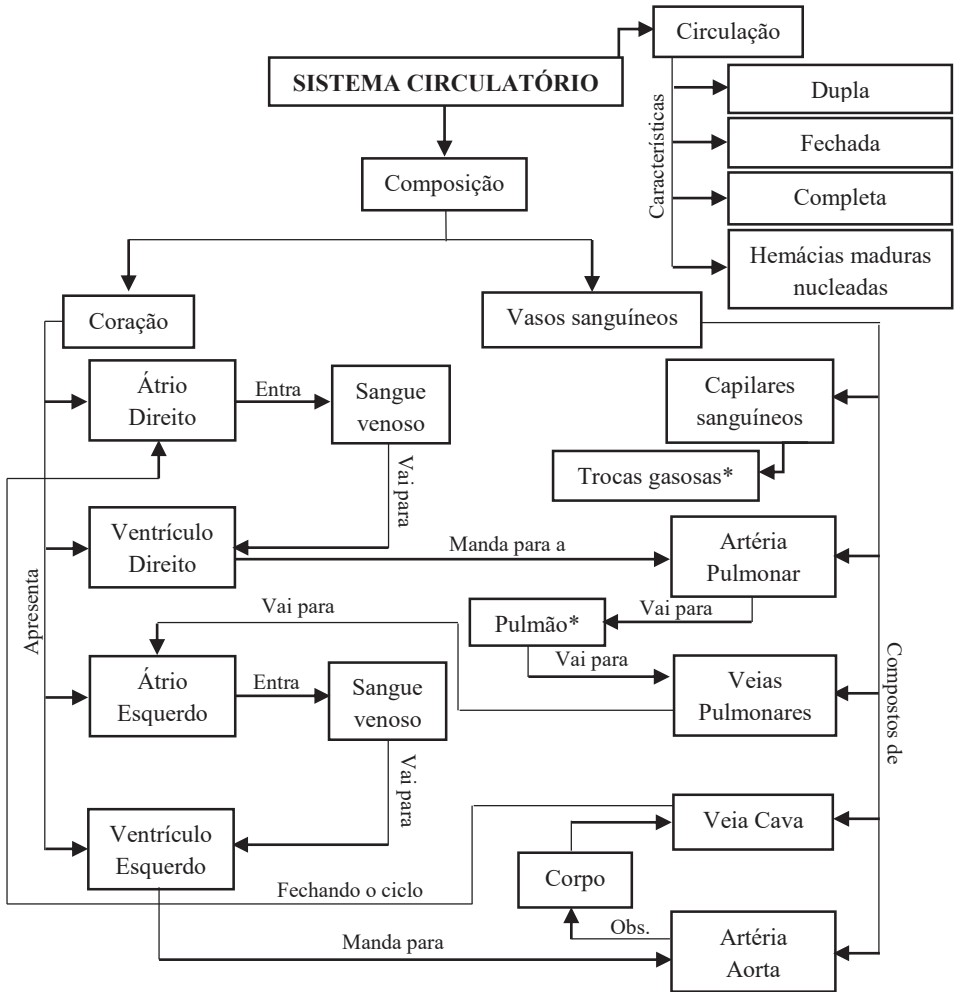 Circulação
SISTEMA CIRCULATÓRIO
Características
Dupla
Fechada
Completa
Hemácias maduras
nucleadas
Composição
Coração
Vasos sanguíneos
Apresenta
Átrio
Direito
Entra
Sangue
venoso
Vai para
Capilares
sanguíneos
Trocas gasosas*
Ventrículo
Direito
Manda para a
Artéria
Pulmonar
Vai para
Pulmão*
Vai para
Vai para
Veias
Pulmonares
Compostos de
Átrio
Esquerdo
Entra
Sangue
venoso
Vai para
Ventrículo
Esquerdo
Veia Cava
Corpo
Fechando o ciclo
Obs.
Manda para
Artéria
Aorta